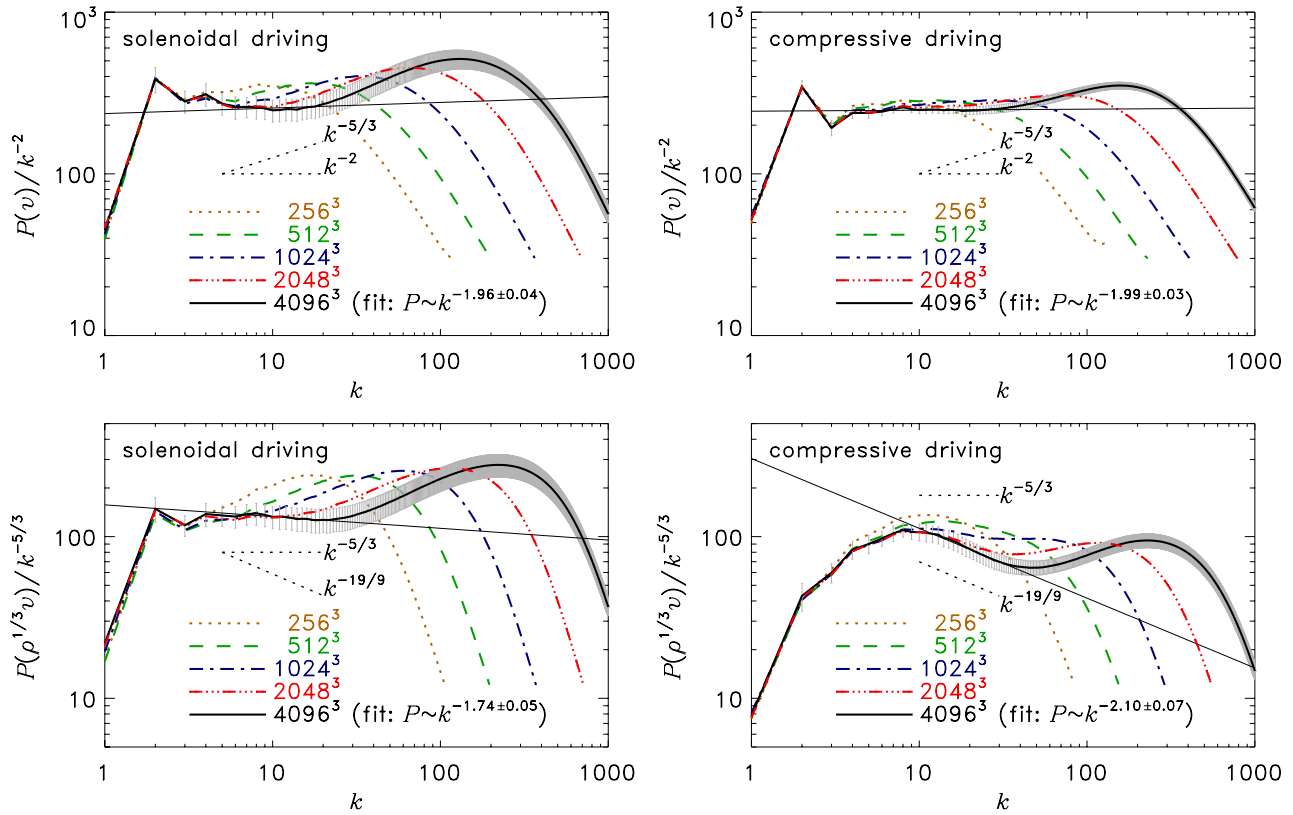 10³
solenoidal driving
P(v)/k⁻²
100
10
k⁻⁵/³
k⁻²
256³
512³
1024³
2048³
4096³ (fit: P~k⁻¹·⁹⁶±⁰·⁰⁴)
1 10 100 1000
k
10³
compressive driving
P(v)/k⁻²
100
10
k⁻⁵/³
k⁻²
256³
512³
1024³
2048³
4096³ (fit: P~k⁻¹·⁹⁹±⁰·⁰³)
1 10 100 1000
k
solenoidal driving
P(ρ¹/³v)/k⁻⁵/³
100
10
k⁻⁵/³
k⁻¹⁹/⁹
256³
512³
1024³
2048³
4096³ (fit: P~k⁻¹·⁷⁴±⁰·⁰⁵)
1 10 100 1000
k
compressive driving
P(ρ¹/³v)/k⁻⁵/³
100
10
k⁻⁵/³
k⁻¹⁹/⁹
256³
512³
1024³
2048³
4096³ (fit: P~k⁻²·¹⁰±⁰·⁰⁷)
1 10 100 1000
k